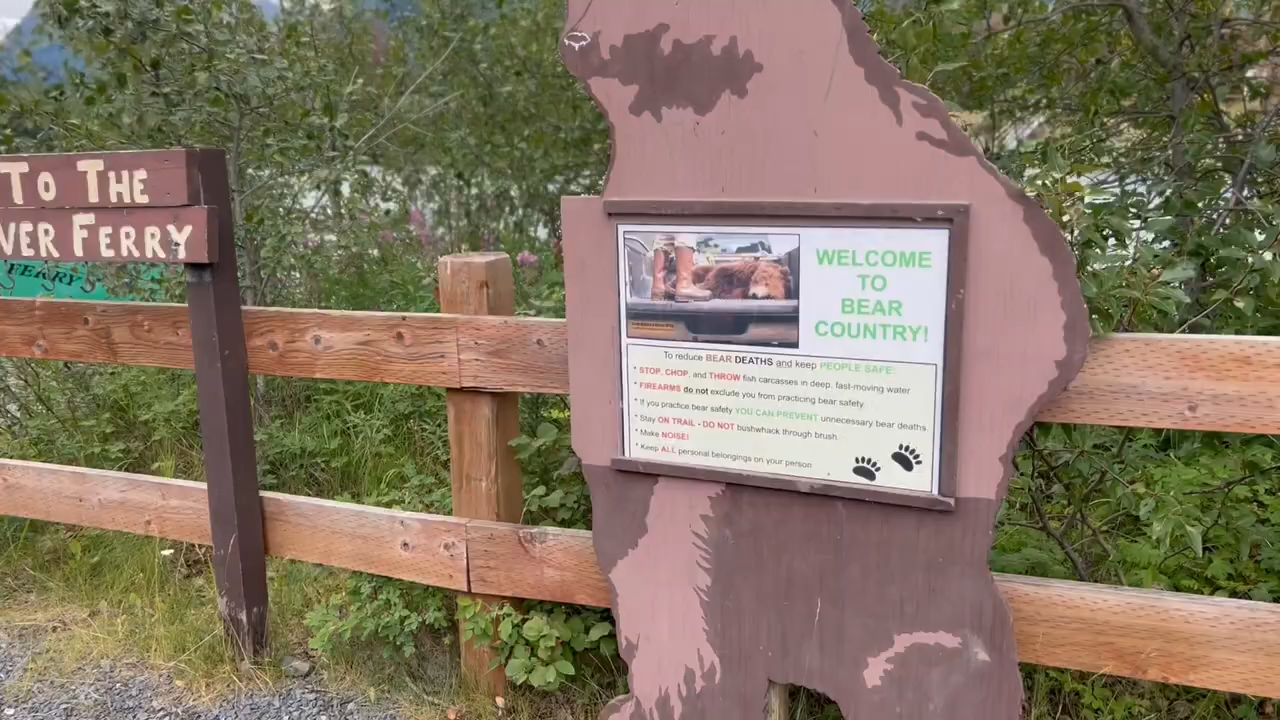 TO THE
VER FERRY
FERRY
WELCOME
TO
BEAR
COUNTRY!
To reduce BEAR DEATHS and keep PEOPLE SAFE:
* STOP, CHOP, and THROW fish carcasses in deep, fast-moving water
* FIREARMS do not exclude you from practicing bear safety.
* If you practice bear safety YOU CAN PREVENT unnecessary bear deaths.
* Stay ON TRAIL - DO NOT bushwhack through brush.
* Make NOISE!
* Keep ALL personal belongings on your person